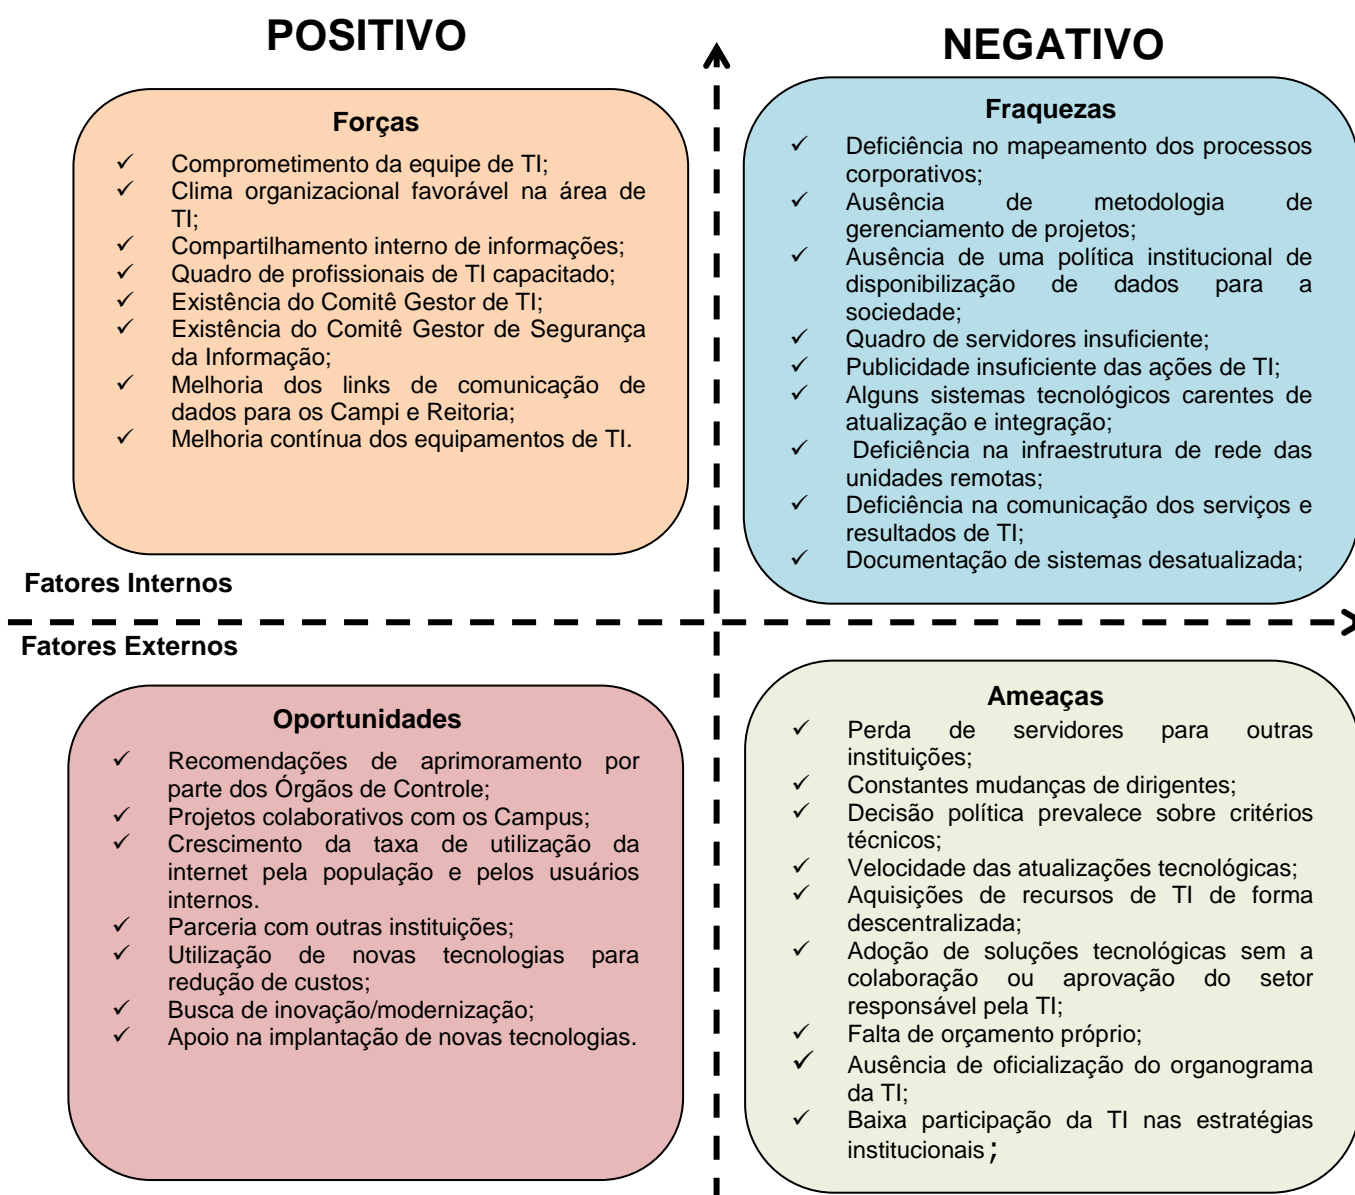 POSITIVO
NEGATIVO
Forças
✓ Comprometimento da equipe de TI;
✓ Clima organizacional favorável na área de
TI;
✓ Compartilhamento interno de informações;
✓ Quadro de profissionais de TI capacitado;
✓ Existência do Comitê Gestor de TI;
✓ Existência do Comitê Gestor de Segurança
da Informação;
✓ Melhoria dos links de comunicação de
dados para os Campi e Reitoria;
✓ Melhoria contínua dos equipamentos de TI.
Fraquezas
✓ Deficiência no mapeamento dos processos
corporativos;
✓ Ausência de metodologia de
gerenciamento de projetos;
✓ Ausência de uma política institucional de
disponibilização de dados para a
sociedade;
✓ Quadro de servidores insuficiente;
✓ Publicidade insuficiente das ações de TI;
✓ Alguns sistemas tecnológicos carentes de
atualização e integração;
✓ Deficiência na infraestrutura de rede das
unidades remotas;
✓ Deficiência na comunicação dos serviços e
resultados de TI;
✓ Documentação de sistemas desatualizada;
Fatores Internos
Fatores Externos
Oportunidades
✓ Recomendações de aprimoramento por
parte dos Órgãos de Controle;
✓ Projetos colaborativos com os Campus;
✓ Crescimento da taxa de utilização da
internet pela população e pelos usuários
internos.
✓ Parceria com outras instituições;
✓ Utilização de novas tecnologias para
redução de custos;
✓ Busca de inovação/modernização;
✓ Apoio na implantação de novas tecnologias.
Ameaças
✓ Perda de servidores para outras
instituições;
✓ Constantes mudanças de dirigentes;
✓ Decisão política prevalece sobre critérios
técnicos;
✓ Velocidade das atualizações tecnológicas;
✓ Aquisições de recursos de TI de forma
descentralizada;
✓ Adoção de soluções tecnológicas sem a
colaboração ou aprovação do setor
responsável pela TI;
✓ Falta de orçamento próprio;
✓ Ausência de oficialização do organograma
da TI;
✓ Baixa participação da TI nas estratégias
institucionais;